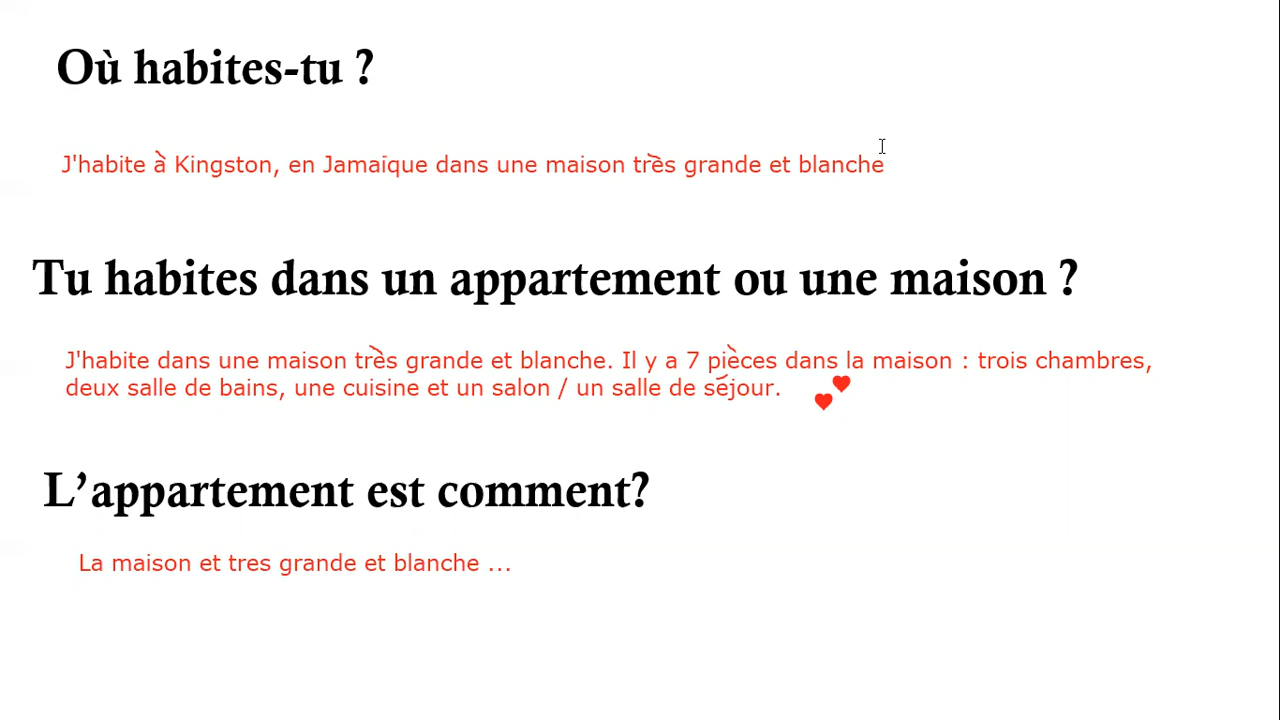 Où habites-tu ?
J'habite à Kingston, en Jamaïque dans une maison très grande et blanche
Tu habites dans un appartement ou une maison ?
J'habite dans une maison très grande et blanche. Il y a 7 pièces dans la maison : trois chambres,
deux salle de bains, une cuisine et un salon / un salle de séjour.
L’appartement est comment?
La maison et tres grande et blanche ...